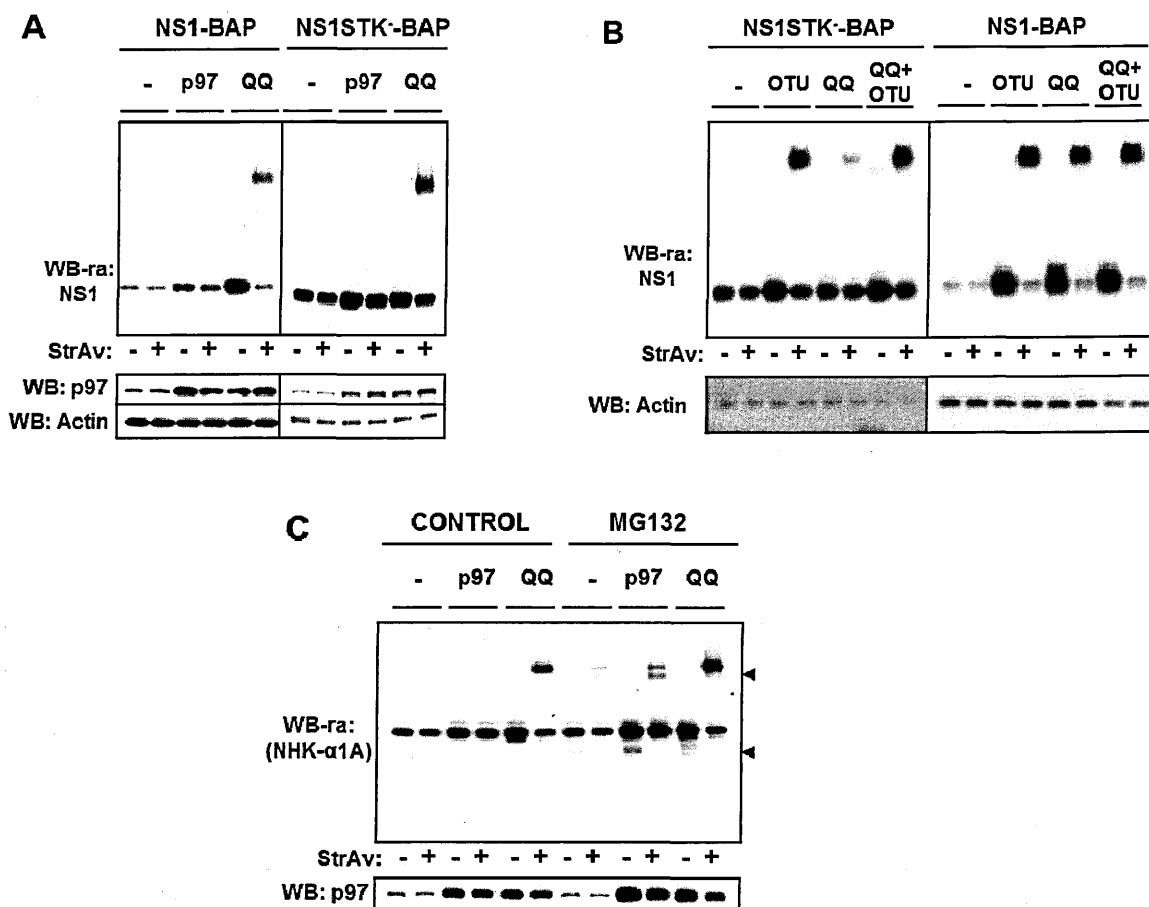 A
NS1-BAP NS1STK⁻-BAP
- p97 QQ - p97 QQ
WB-ra:
NS1
StrAv: - + - + - + - + - + - +
WB: p97
WB: Actin
B
NS1STK⁻-BAP NS1-BAP
- OTU QQ QQ+ OTU - OTU QQ QQ+ OTU
WB-ra:
NS1
StrAv: - + - + - + - + - + - + - + - +
WB: Actin
C
CONTROL MG132
- p97 QQ - p97 QQ
WB-ra:
(NHK-α1A)
StrAv: - + - + - + - + - + - +
WB: p97